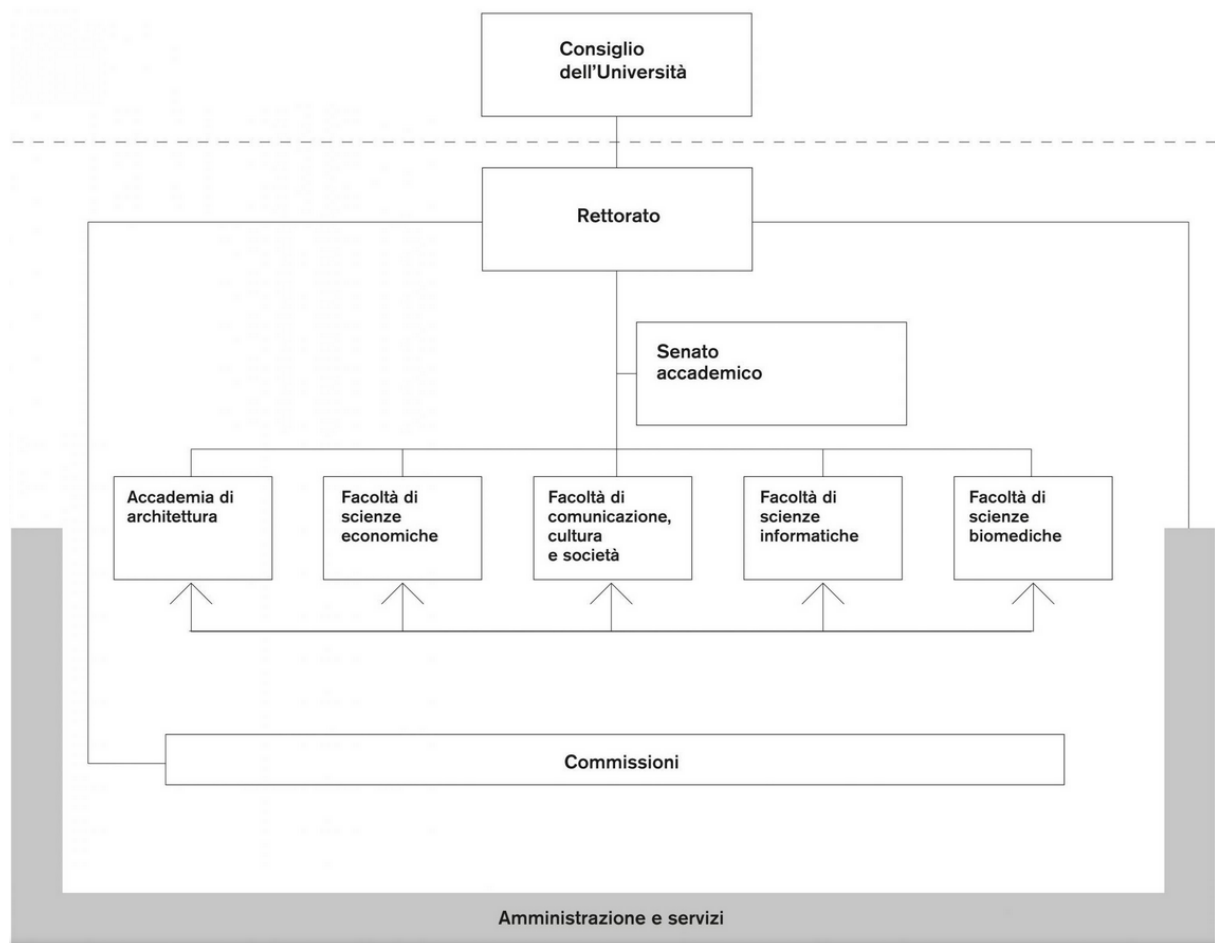 Consiglio
dell’Università
Rettorato
Senato
accademico
Accademia di
architettura
Facoltà di
scienze
economiche
Facoltà di
comunicazione,
cultura
e società
Facoltà di
scienze
informatiche
Facoltà di
scienze
biomediche
Commissioni
Amministrazione e servizi